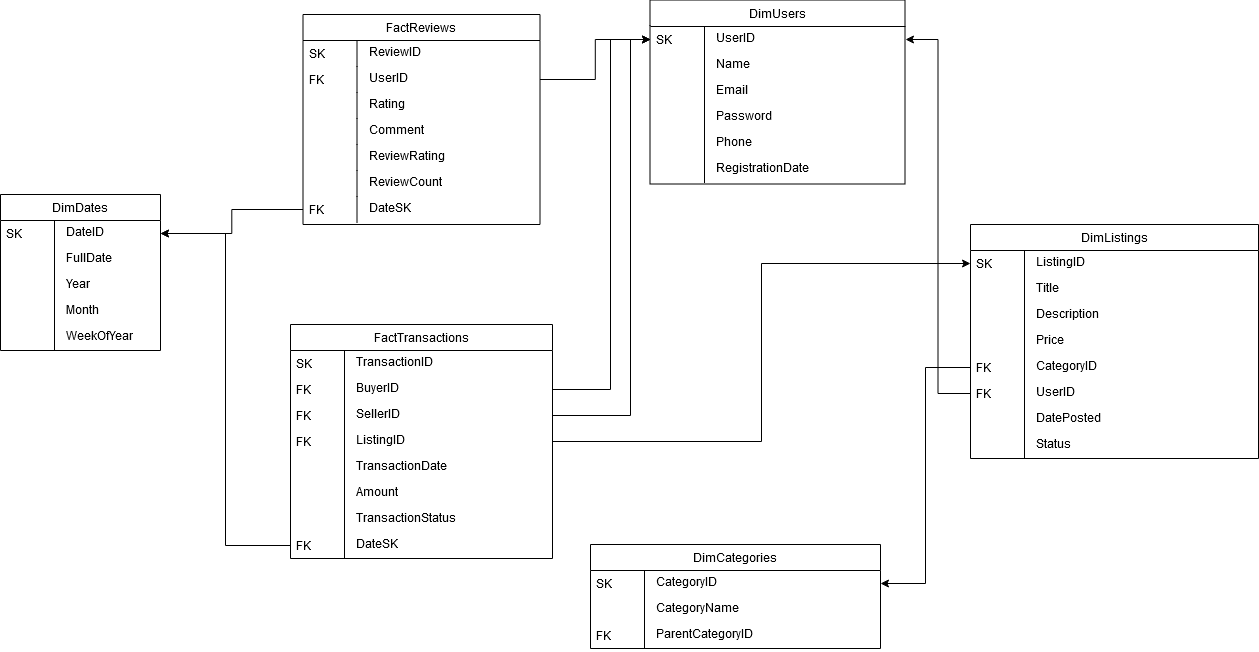 FactReviews
SK ReviewID
FK UserID
Rating
Comment
ReviewRating
ReviewCount
FK DateSK
DimUsers
SK UserID
Name
Email
Password
Phone
RegistrationDate
DimDates
SK DateID
FullDate
Year
Month
WeekOfYear
DimListings
SK ListingID
Title
Description
Price
FK CategoryID
FK UserID
DatePosted
Status
FactTransactions
SK TransactionID
FK BuyerID
FK SellerID
FK ListingID
TransactionDate
Amount
TransactionStatus
FK DateSK
DimCategories
SK CategoryID
CategoryName
FK ParentCategoryID